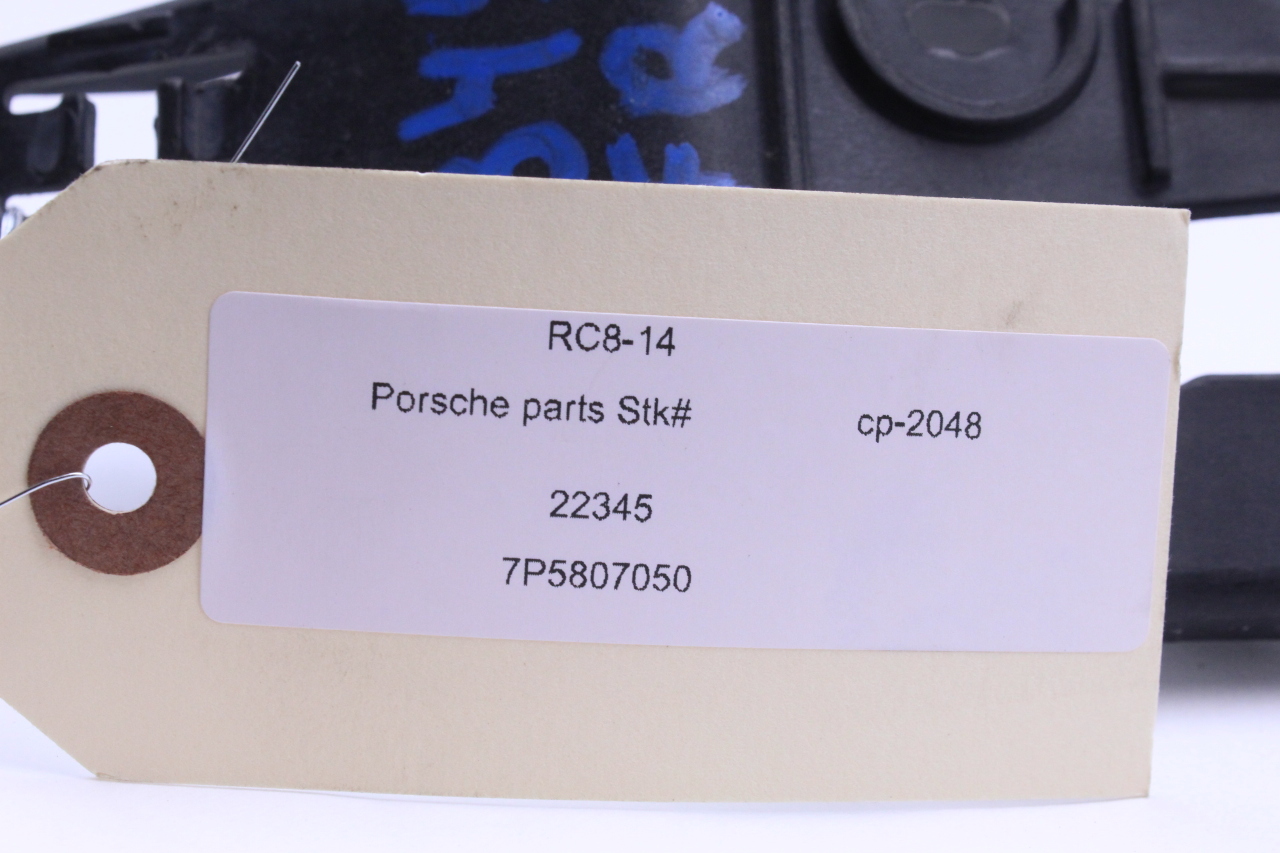 RC8-14
Porsche parts Stk# cp-2048
22345
7P5807050